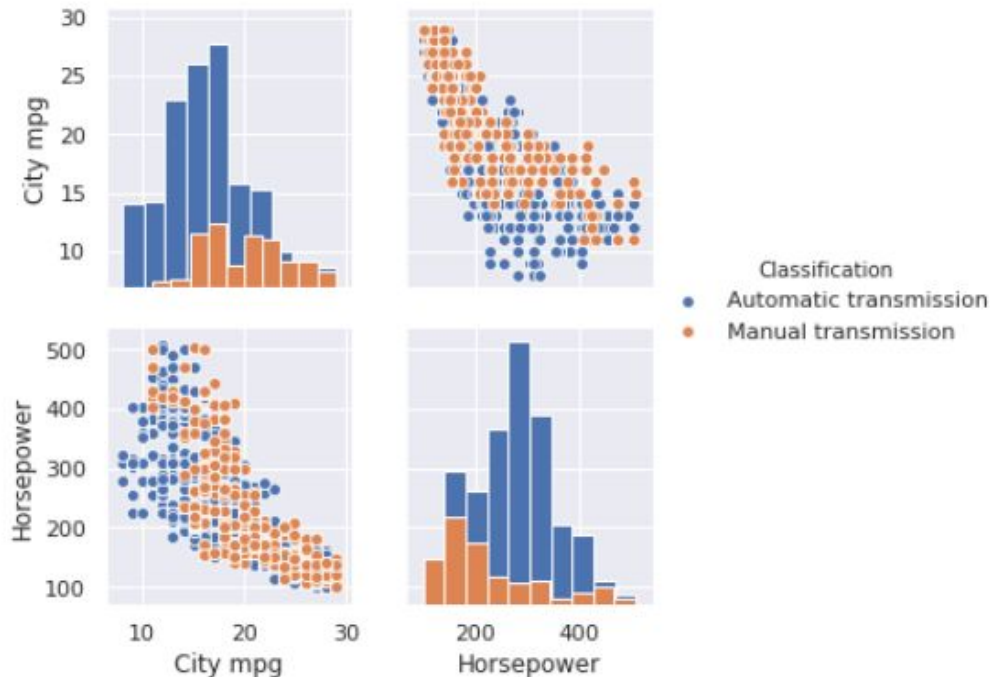 30
25
20
15
10
City mpg
Classification
Automatic transmission
Manual transmission
500
400
300
200
100
Horsepower
10 20 30
City mpg
200 400
Horsepower